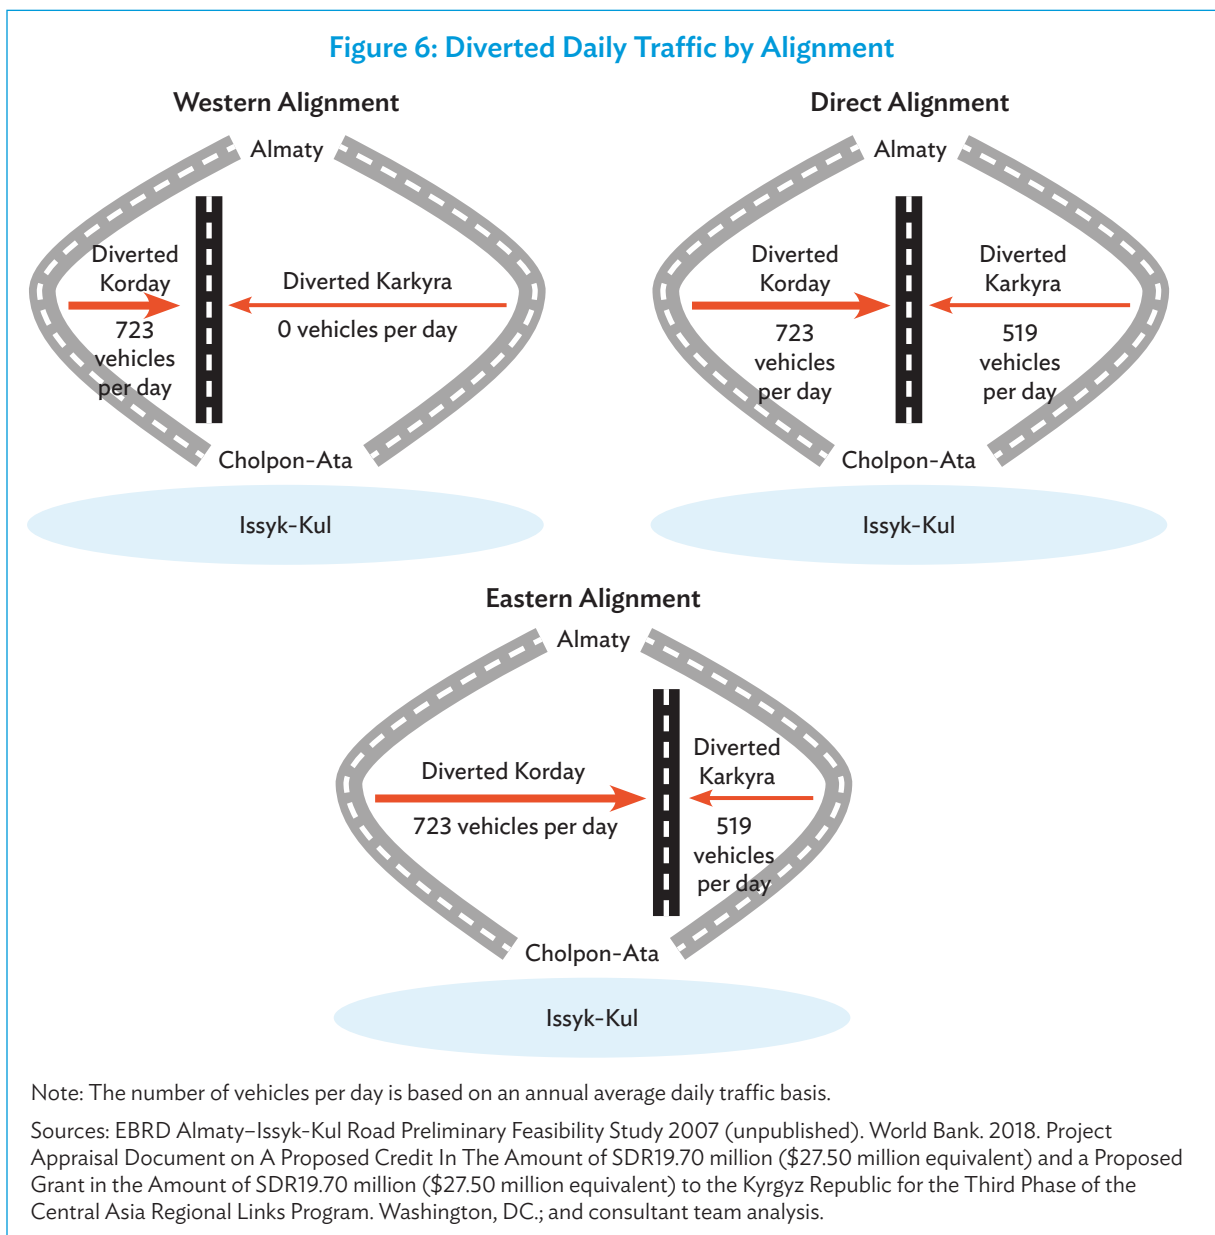 Figure 6: Diverted Daily Traffic by Alignment
Western Alignment
Almaty
Diverted
Korday
723
vehicles
per day
Diverted Karkyra
0 vehicles per day
Cholpon-Ata
Issyk-Kul
Direct Alignment
Almaty
Diverted
Korday
723
vehicles
per day
Diverted
Karkyra
519
vehicles
per day
Cholpon-Ata
Issyk-Kul
Eastern Alignment
Almaty
Diverted Korday
723 vehicles per day
Diverted
Karkyra
519
vehicles
per day
Cholpon-Ata
Issyk-Kul
Note: The number of vehicles per day is based on an annual average daily traffic basis.
Sources: EBRD Almaty–Issyk-Kul Road Preliminary Feasibility Study 2007 (unpublished). World Bank. 2018. Project
Appraisal Document on A Proposed Credit In The Amount of SDR19.70 million ($27.50 million equivalent) and a Proposed
Grant in the Amount of SDR19.70 million ($27.50 million equivalent) to the Kyrgyz Republic for the Third Phase of the
Central Asia Regional Links Program. Washington, DC.; and consultant team analysis.